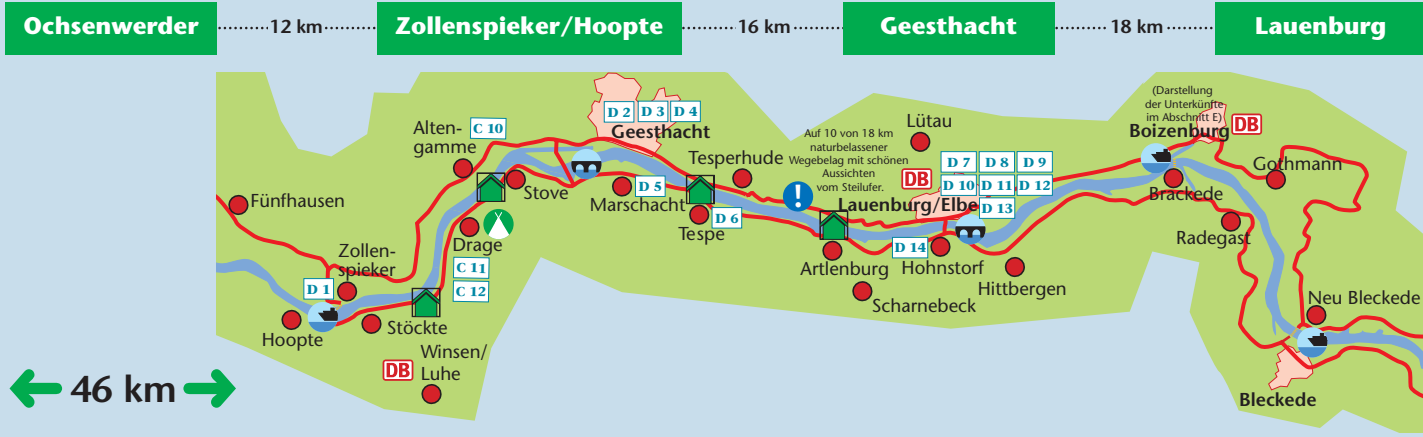 Ochsenwerder 12 km Zollenspieker/Hoopte 16 km Geesthacht 18 km Lauenburg
(Darstellung
der Unterkünfte
im Abschnitt E)
Boizenburg DB
D 2 D 3 D 4
Geesthacht
C 10
Alten-
gamme
Lütau
Auf 10 von 18 km
naturbelassener
Wegebelag mit schönen
Aussichten
vom Steilufer.
!
Tesperhude
D 7 D 8 D 9
DB D 10 D 11 D 12
Lauenburg/Elbe D 13
Gothmann
Brackede
Fünfhausen
Stove
Marschacht D 5
Tespe D 6
Radegast
Drage
C 11
C 12
Zollen-
spieker
D 1
D 14
Artlenburg Hohnstorf
Hittbergen
Scharnebeck
Neu Bleckede
Hoopte
Stöckte
Winsen/
Luhe
DB
46 km
Bleckede